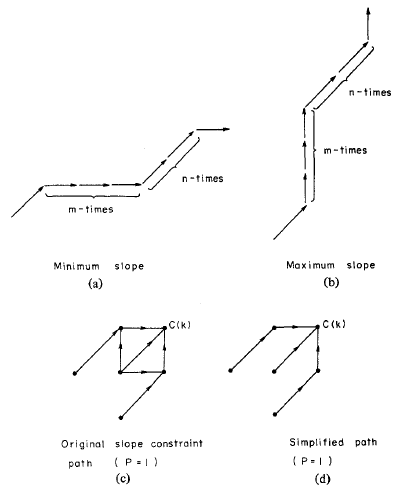 n-times
m-times
n-times
m-times
Minimum slope
(a)
Maximum slope
(b)
C(k)
C(k)
Original slope constraint
path ( P = 1 )
(c)
Simplified path
( P = 1 )
(d)